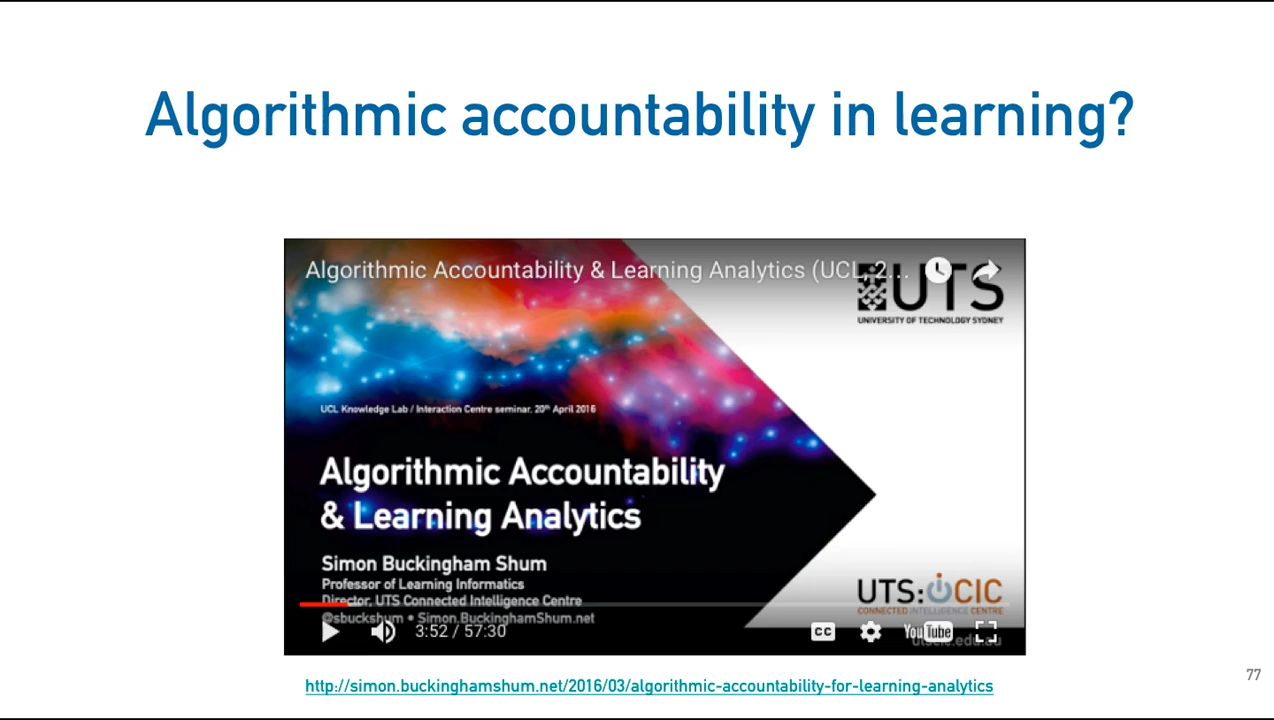 Algorithmic accountability in learning?
Algorithmic Accountability & Learning Analytics (UCL, 2...
UTS
UNIVERSITY OF TECHNOLOGY SYDNEY
UCL Knowledge Lab / Interaction Centre seminar, 20th April 2016
Algorithmic Accountability
& Learning Analytics
Simon Buckingham Shum
Professor of Learning Informatics
Director, UTS Connected Intelligence Centre
@sbuckshum • Simon.BuckinghamShum.net
UTS: CIC
CONNECTED INTELLIGENCE CENTRE
3:52 / 57:30
CC
YouTube
utscic.edu.au
http://simon.buckinghamshum.net/2016/03/algorithmic-accountability-for-learning-analytics
77